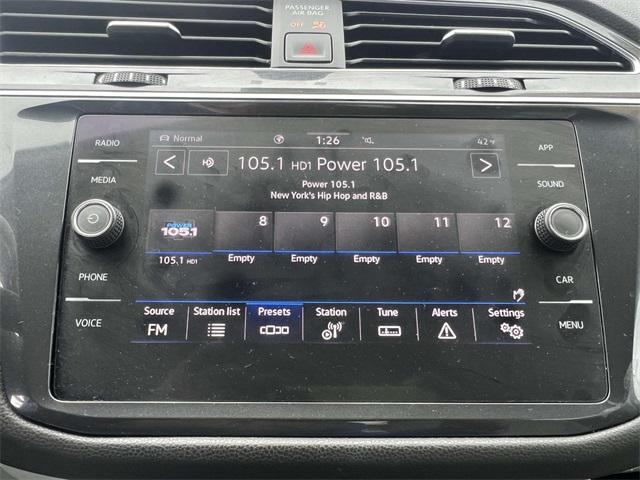 PASSENGER
AIR BAG
OFF
RADIO
MEDIA
PHONE
VOICE
Normal
1:26
42°F
105.1 HD1 Power 105.1
Power 105.1
New York's Hip Hop and R&B
POWER
105.1
8 9 10 11 12
105.1 HD1 Empty Empty Empty Empty Empty
Source Station list Presets Station Tune Alerts Settings
FM
APP
SOUND
CAR
MENU